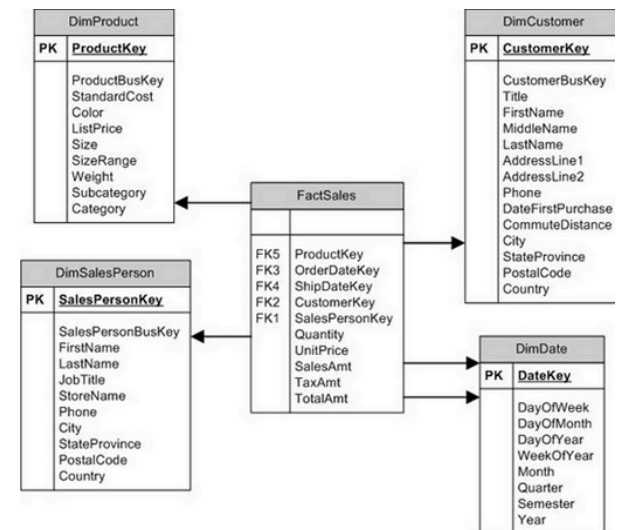 DimProduct
PK ProductKey
ProductBusKey
StandardCost
Color
ListPrice
Size
SizeRange
Weight
Subcategory
Category
DimCustomer
PK CustomerKey
CustomerBusKey
Title
FirstName
MiddleName
LastName
AddressLine1
AddressLine2
Phone
DateFirstPurchase
CommuteDistance
City
StateProvince
PostalCode
Country
FactSales
FK5 ProductKey
FK3 OrderDateKey
FK4 ShipDateKey
FK2 CustomerKey
FK1 SalesPersonKey
Quantity
UnitPrice
SalesAmt
TaxAmt
TotalAmt
DimSalesPerson
PK SalesPersonKey
SalesPersonBusKey
FirstName
LastName
JobTitle
StoreName
Phone
City
StateProvince
PostalCode
Country
DimDate
PK DateKey
DayOfWeek
DayOfMonth
DayOfYear
WeekOfYear
Month
Quarter
Semester
Year